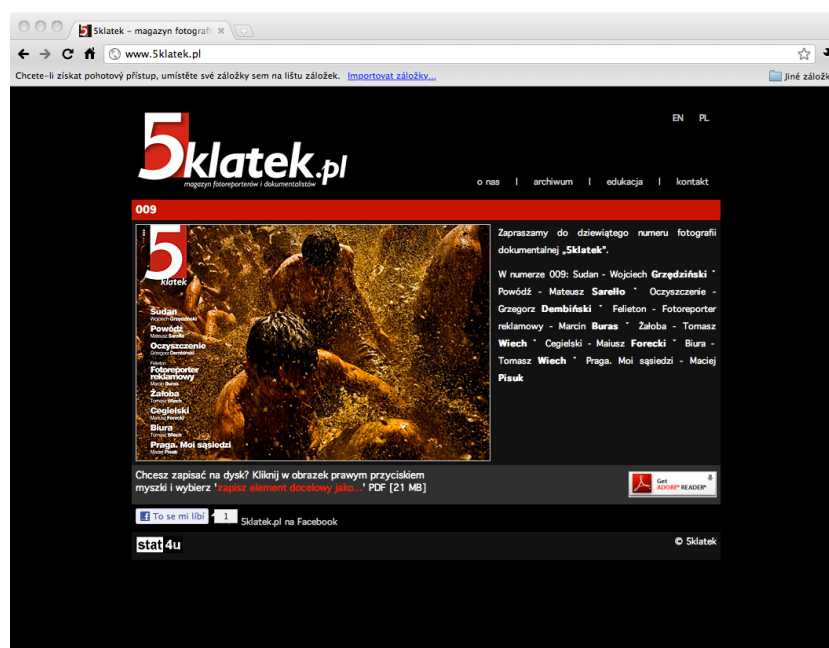 5klatek – magazyn fotografi
www.5klatek.pl
Chcete-li získat pohotový přístup, umístěte své záložky sem na lištu záložek. Importovat záložky...
Jiné záložk
EN PL
5klatek.pl
magazyn fotoreporterów i dokumentalistów
o nas | archiwum | edukacja | kontakt
009
5
klatek
Sudan
Wojciech Grzędziński
Powódź
Mateusz Sarełło
Oczyszczenie
Grzegorz Dembiński
Felieton
Fotoreporter
reklamowy
Marcin Buras
Żałoba
Tomasz Wiech
Cegielski
Mariusz Forecki
Biura
Tomasz Wiech
Praga. Moi sąsiedzi
Maciej Pisuk
Zapraszamy do dziewiątego numeru fotografii
dokumentalnej „5klatek".
W numerze 009: Sudan - Wojciech Grzędziński ˇ
Powódź - Mateusz Sarełło ˇ Oczyszczenie -
Grzegorz Dembiński ˇ Felieton - Fotoreporter
reklamowy - Marcin Buras ˇ Żałoba - Tomasz
Wiech ˇ Cegielski - Maiusz Forecki ˇ Biura -
Tomasz Wiech ˇ Praga. Moi sąsiedzi - Maciej
Pisuk
Chcesz zapisać na dysk? Kliknij w obrazek prawym przyciskiem
myszki i wybierz 'zapisz element docelowy jako...' PDF [21 MB]
Get
ADOBE® READER®
To se mi líbí 1 5klatek.pl na Facebook
stat4u
© 5klatek